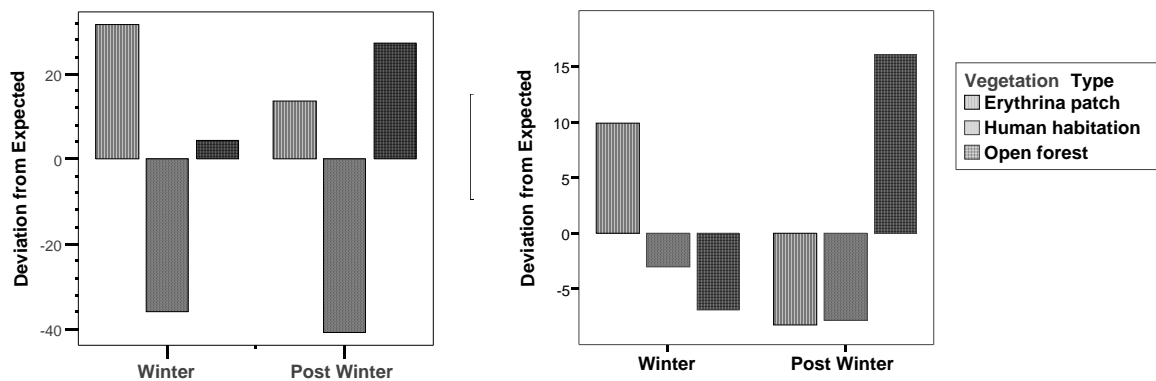 Deviation from Expected
20
0
-20
-40
Winter Post Winter
Deviation from Expected
15
10
5
0
-5
Winter Post Winter
Vegetation Type
Erythrina patch
Human habitation
Open forest